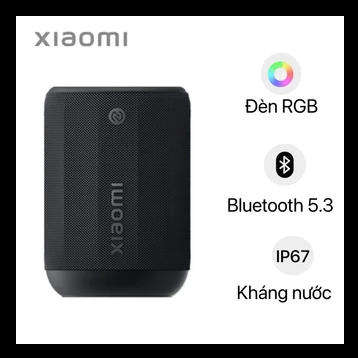 xiaomi
Đèn RGB
xiaomi
Bluetooth 5.3
IP67
Kháng nước